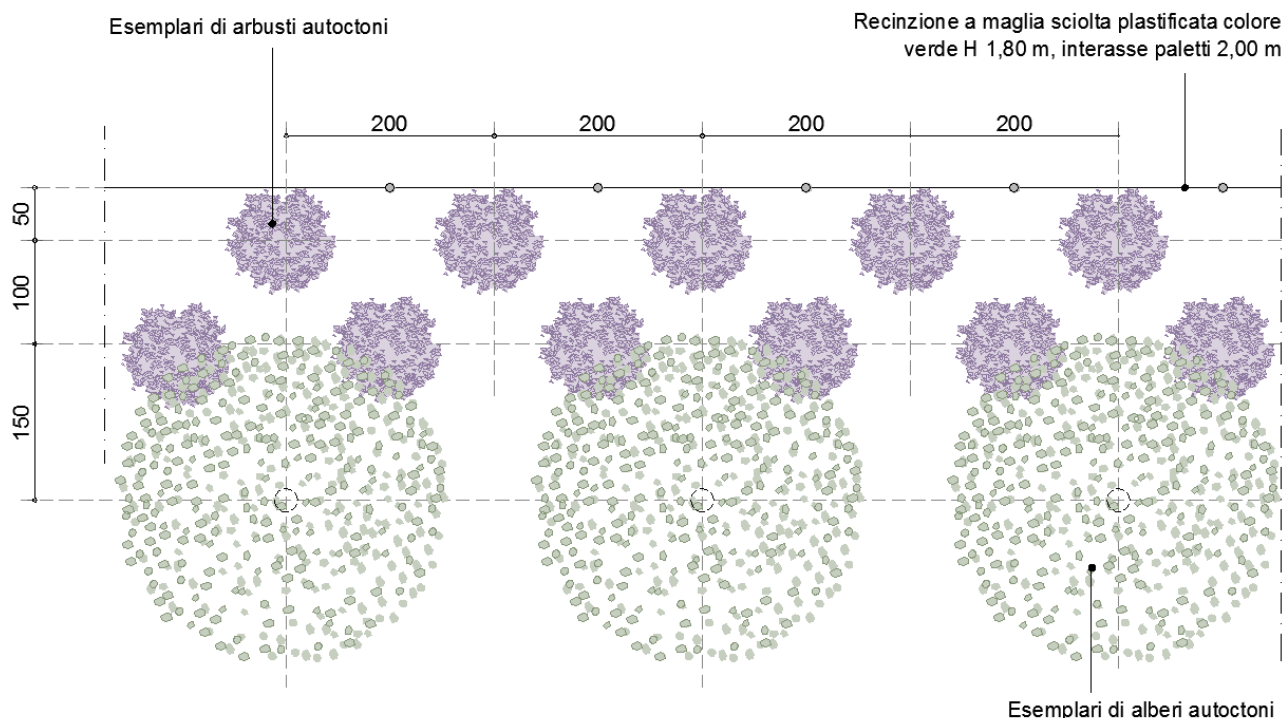 Esemplari di arbusti autoctoni
Recinzione a maglia sciolta plastificata colore
verde H 1,80 m, interasse paletti 2,00 m
200
200
200
200
50
100
150
Esemplari di alberi autoctoni